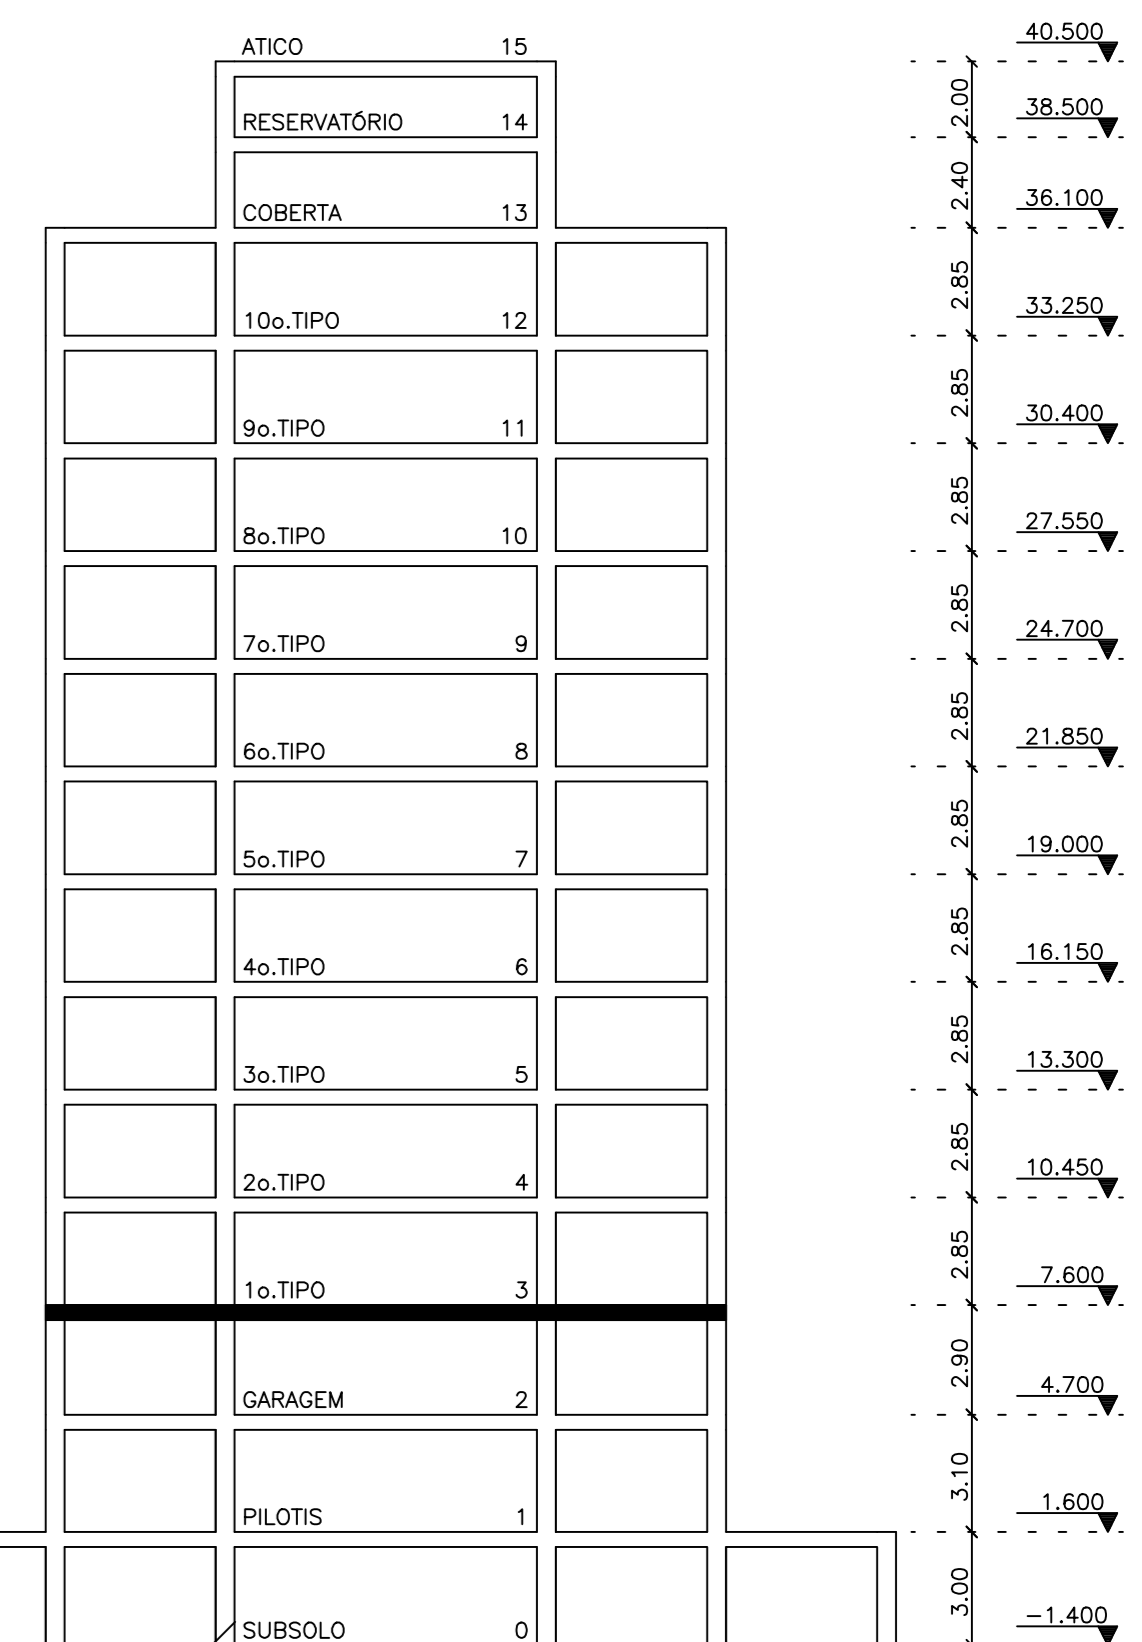 ATICO 15
40.500
2.00
RESERVATÓRIO 14
38.500
2.40
COBERTA 13
36.100
2.85
10o.TIPO 12
33.250
2.85
9o.TIPO 11
30.400
2.85
8o.TIPO 10
27.550
2.85
7o.TIPO 9
24.700
2.85
6o.TIPO 8
21.850
2.85
5o.TIPO 7
19.000
2.85
4o.TIPO 6
16.150
2.85
3o.TIPO 5
13.300
2.85
2o.TIPO 4
10.450
2.85
1o.TIPO 3
7.600
2.90
GARAGEM 2
4.700
3.10
PILOTIS 1
1.600
3.00
SUBSOLO 0
−1.400